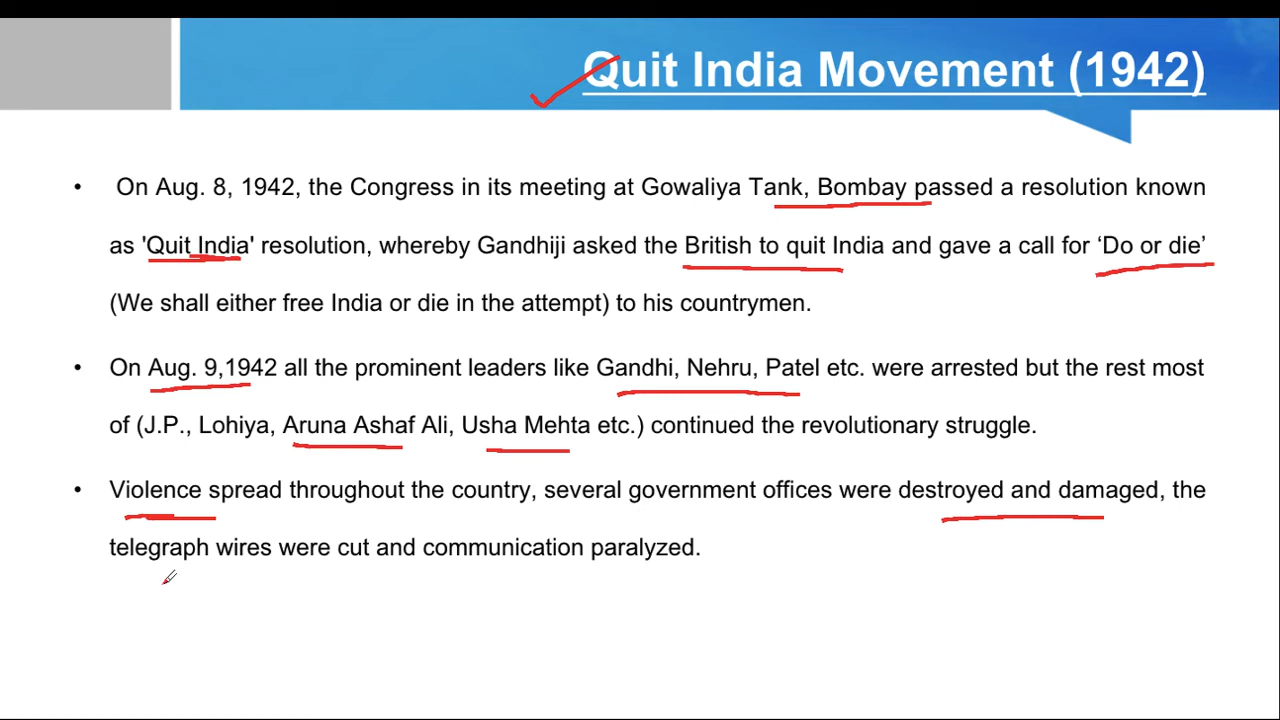 Quit India Movement (1942)
• On Aug. 8, 1942, the Congress in its meeting at Gowaliya Tank, Bombay passed a resolution known
as 'Quit India' resolution, whereby Gandhiji asked the British to quit India and gave a call for ‘Do or die’
(We shall either free India or die in the attempt) to his countrymen.
• On Aug. 9,1942 all the prominent leaders like Gandhi, Nehru, Patel etc. were arrested but the rest most
of (J.P., Lohiya, Aruna Ashaf Ali, Usha Mehta etc.) continued the revolutionary struggle.
• Violence spread throughout the country, several government offices were destroyed and damaged, the
telegraph wires were cut and communication paralyzed.